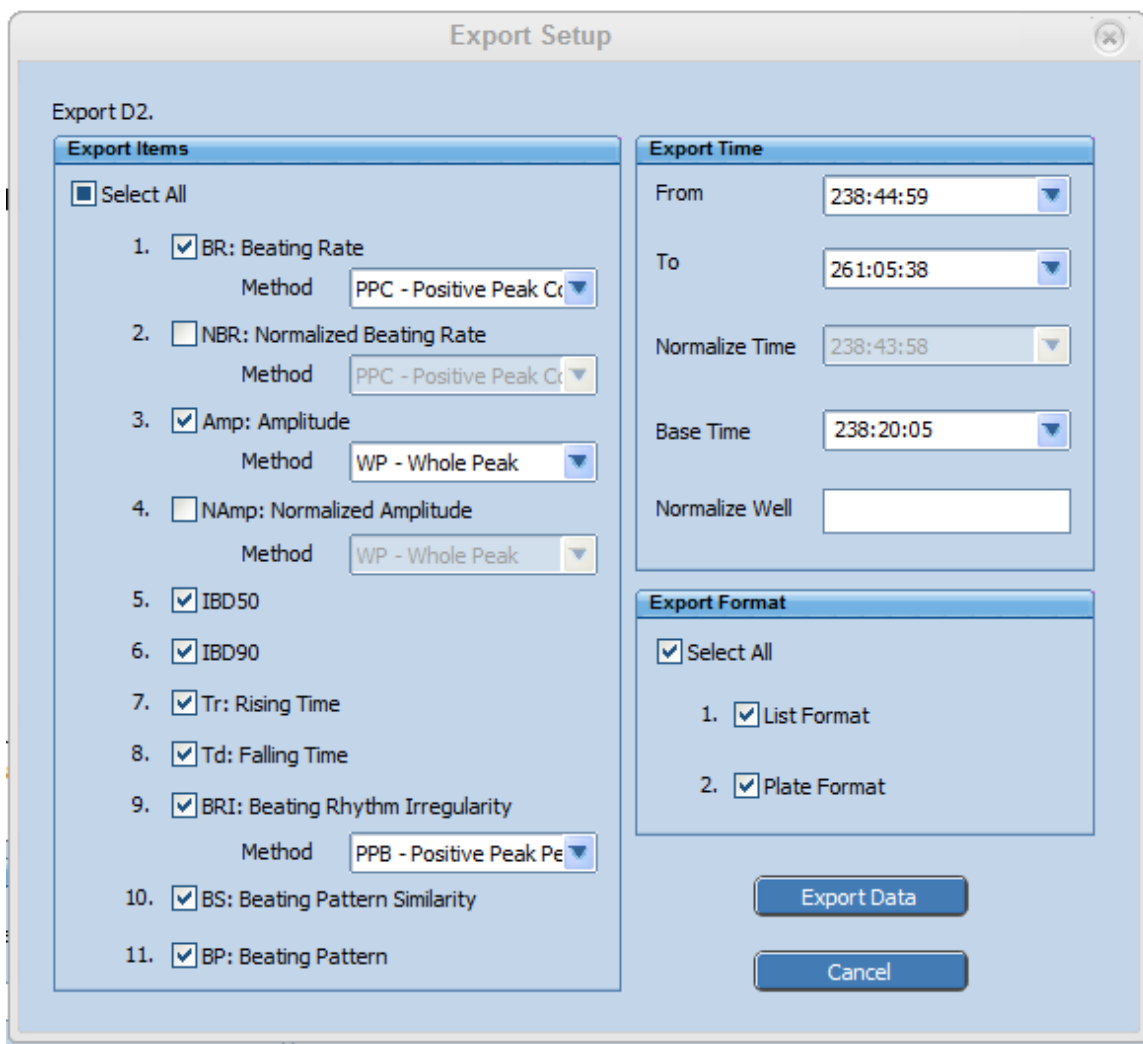 Export Setup
Export D2.
Export Items
Select All
1. BR: Beating Rate
Method PPC - Positive Peak Co
2. NBR: Normalized Beating Rate
Method PPC - Positive Peak Co
3. Amp: Amplitude
Method WP - Whole Peak
4. NAmp: Normalized Amplitude
Method WP - Whole Peak
5. IBD50
6. IBD90
7. Tr: Rising Time
8. Td: Falling Time
9. BRI: Beating Rhythm Irregularity
Method PPB - Positive Peak Pe
10. BS: Beating Pattern Similarity
11. BP: Beating Pattern
Export Time
From 238:44:59
To 261:05:38
Normalize Time 238:43:58
Base Time 238:20:05
Normalize Well
Export Format
Select All
1. List Format
2. Plate Format
Export Data
Cancel